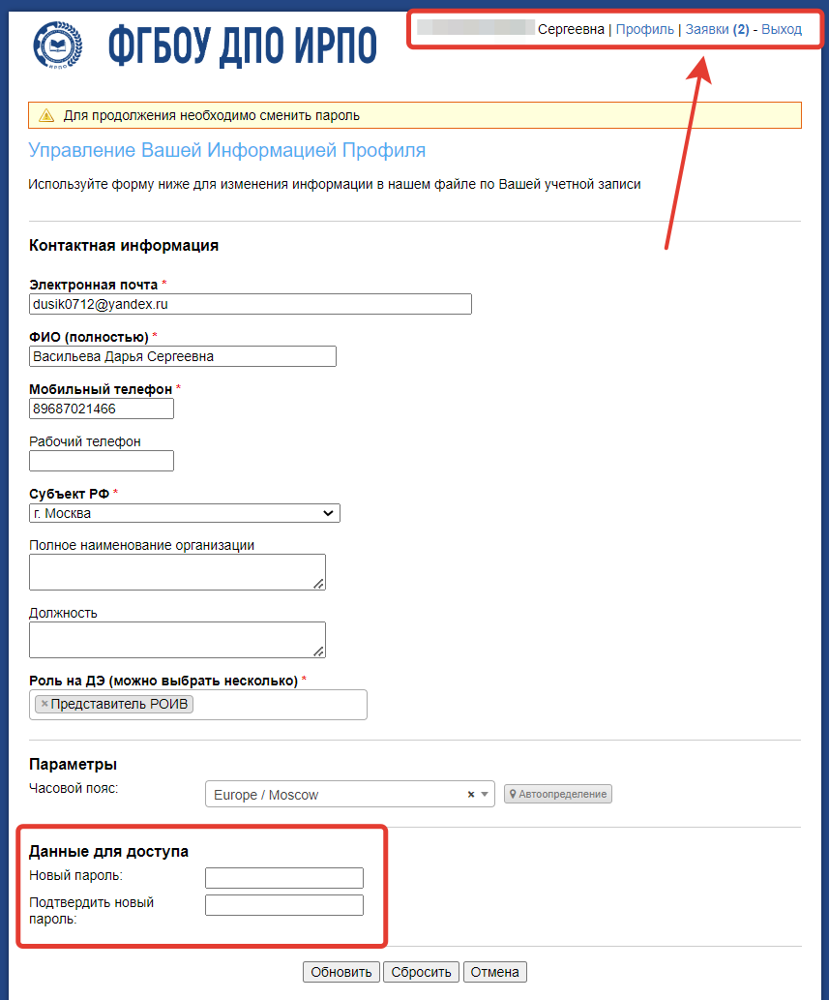 ФГБОУ ДПО ИРПО
Сергеевна | Профиль | Заявки (2) - Выход
Для продолжения необходимо сменить пароль
Управление Вашей Информацией Профиля
Используйте форму ниже для изменения информации в нашем файле по Вашей учетной записи
Контактная информация
Электронная почта *
dusik0712@yandex.ru
ФИО (полностью) *
Васильева Дарья Сергеевна
Мобильный телефон *
89687021466
Рабочий телефон
Субъект РФ *
г. Москва
Полное наименование организации
Должность
Роль на ДЭ (можно выбрать несколько) *
× Представитель РОИВ
Параметры
Часовой пояс:
Europe / Moscow
Автоопределение
Данные для доступа
Новый пароль:
Подтвердить новый
пароль:
Обновить Сбросить Отмена